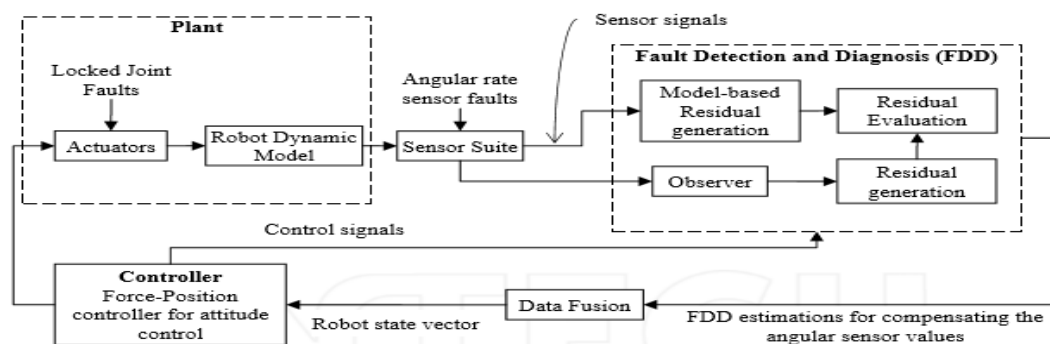 Sensor signals
Plant
Locked Joint
Faults
Actuators
Robot Dynamic
Model
Angular rate
sensor faults
Sensor Suite
Fault Detection and Diagnosis (FDD)
Model-based
Residual
generation
Residual
Evaluation
Observer
Residual
generation
Control signals
Controller
Force-Position
controller for attitude
control
Robot state vector
Data Fusion
FDD estimations for compensating the
angular sensor values